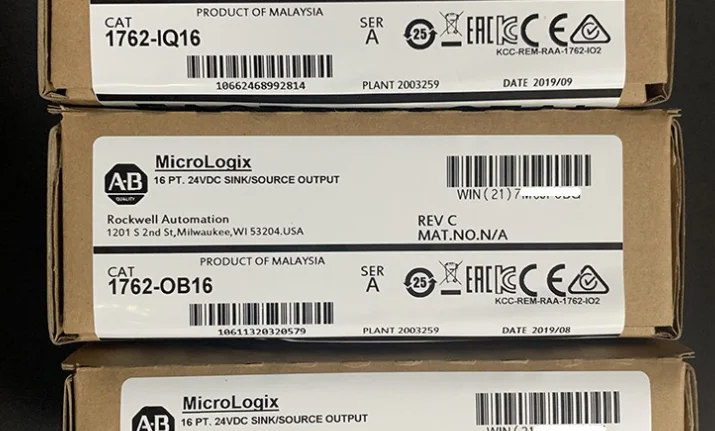 PRODUCT OF MALAYSIA
CAT
1762-IQ16
SER
A
25
EAC
KCC-REM-RAA-1762-IO2
10662468992814
PLANT 2003259
DATE 2019/09
A-B
QUALITY
MicroLogix
16 PT. 24VDC SINK/SOURCE OUTPUT
WIN (21) 7
Rockwell Automation
1201 S 2nd St,Milwaukee,WI 53204.USA
REV C
MAT.NO.N/A
PRODUCT OF MALAYSIA
CAT
1762-OB16
SER
A
25
EAC
KCC-REM-RAA-1762-IO2
10611320320579
PLANT 2003259
DATE 2019/08
A-B
MicroLogix
16 PT. 24VDC SINK/SOURCE OUTPUT